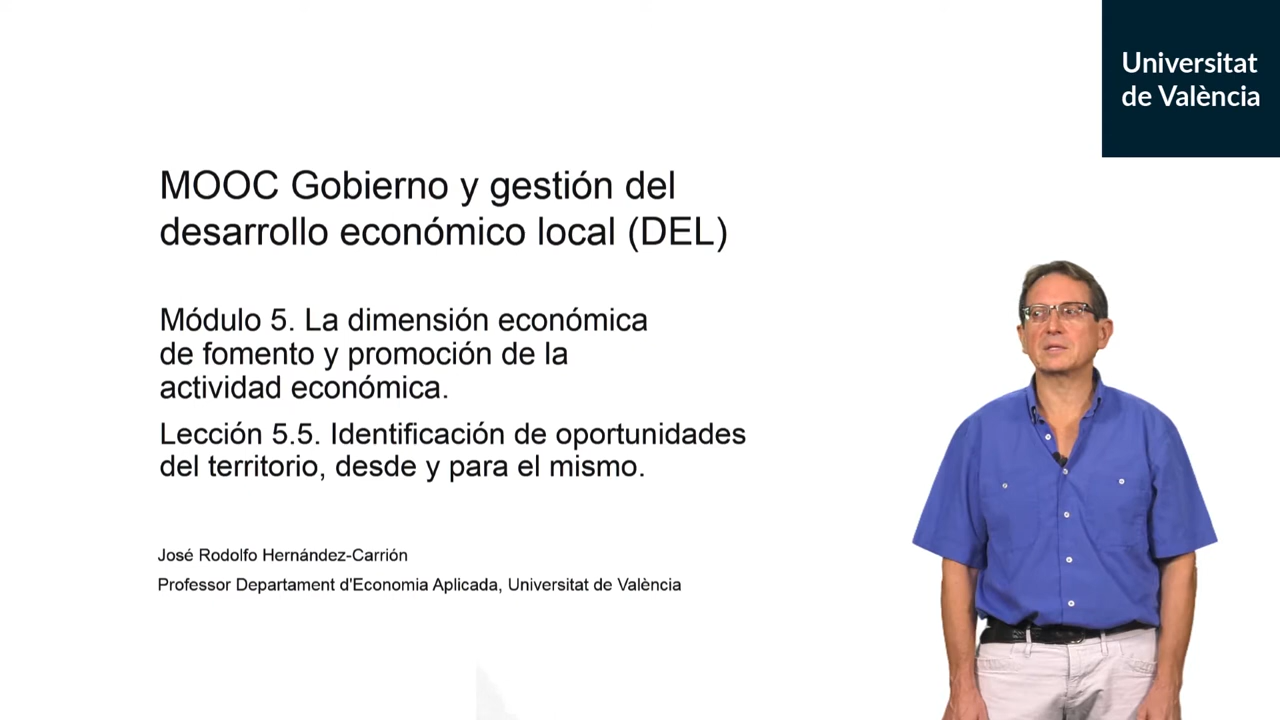 Universitat
de València
MOOC Gobierno y gestión del
desarrollo económico local (DEL)
Módulo 5. La dimensión económica
de fomento y promoción de la
actividad económica.
Lección 5.5. Identificación de oportunidades
del territorio, desde y para el mismo.
José Rodolfo Hernández-Carrión
Professor Departament d'Economia Aplicada, Universitat de València